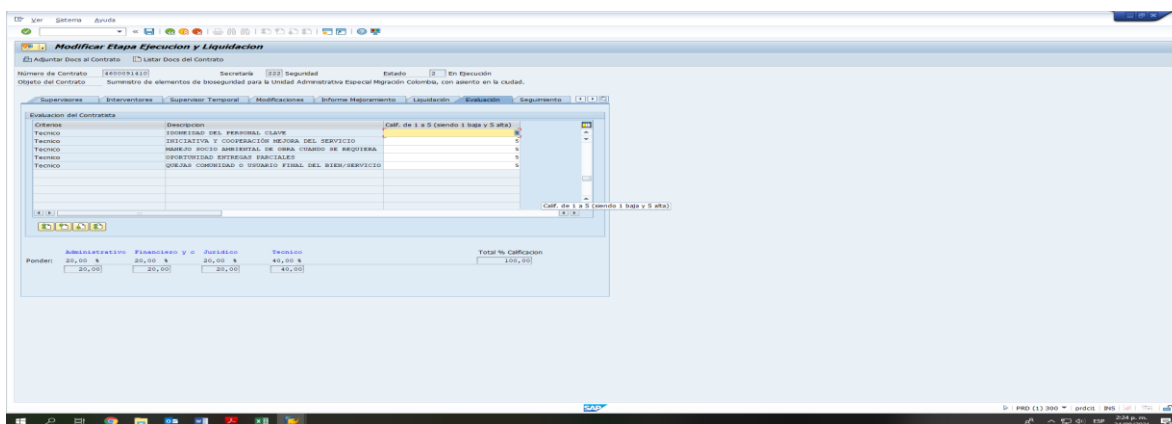 Ver Sistema Ayuda
Modificar Etapa Ejecucion y Liquidacion
Adjuntar Docs al Contrato Listar Docs del Contrato
Número de Contrato 4600091410 Secretaría 222 Seguridad Estado 2 En Ejecución
Objeto del Contrato Suministro de elementos de bioseguridad para la Unidad Administrativa Especial Migración Colombia, con asiento en la ciudad.
Supervisores Interventores Supervisor Temporal Modificaciones Informe Mejoramiento Liquidación Evaluación Seguimiento
Evaluacion del Contratista
Criterios Descripcion Calif. de 1 a 5 (siendo 1 baja y 5 alta)
Tecnico IDONEIDAD DEL PERSONAL CLAVE 5
Tecnico INICIATIVA Y COOPERACIÓN MEJORA DEL SERVICIO 5
Tecnico MANEJO SOCIO AMBIENTAL DE OBRA CUANDO SE REQUIERA 5
Tecnico OPORTUNIDAD ENTREGAS PARCIALES 5
Tecnico QUEJAS COMUNIDAD O USUARIO FINAL DEL BIEN/SERVICIO 5
Calif. de 1 a 5 (siendo 1 baja y 5 alta)
Administrativo Financiero y c Juridico Tecnico Total % Calificacion
Ponder: 20,00 % 20,00 % 20,00 % 40,00 % 100,00
20,00 20,00 20,00 40,00
SAP
PRD (1) 300 prdcit INS
ESP 2:24 p. m.